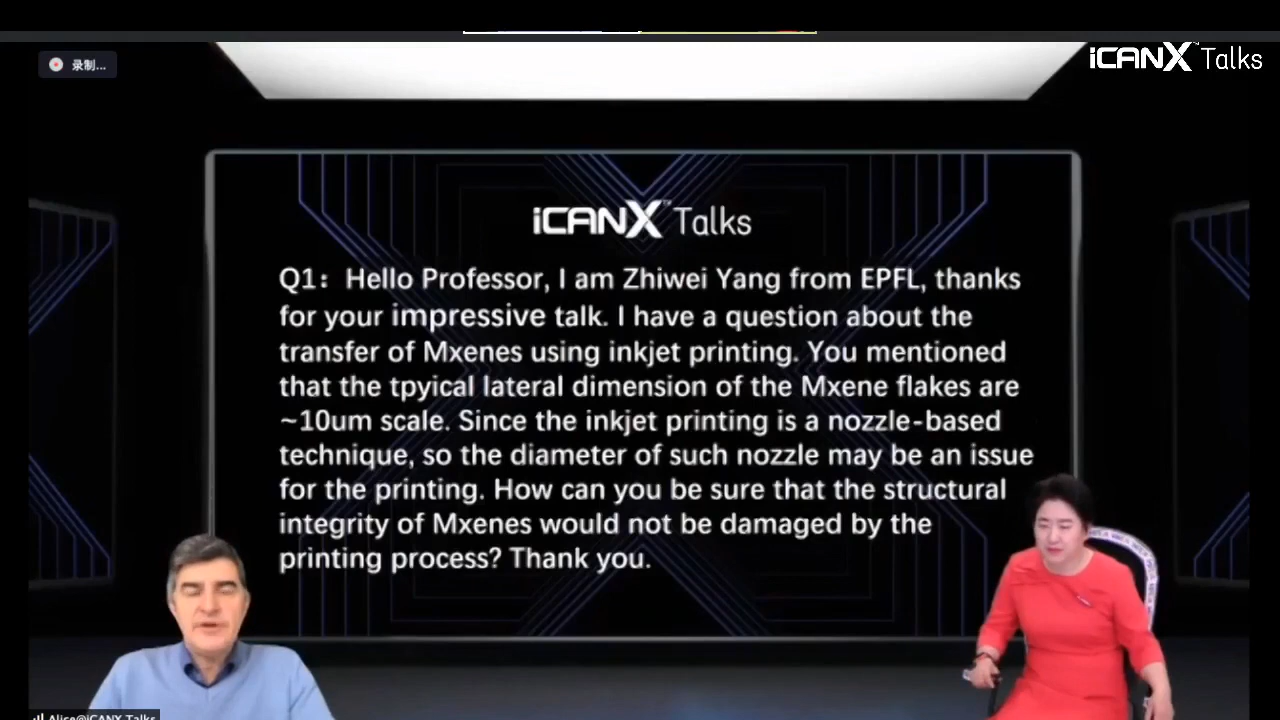 录制...
iCANX™ Talks
iCANX™ Talks
Q1： Hello Professor, I am Zhiwei Yang from EPFL, thanks
for your impressive talk. I have a question about the
transfer of Mxenes using inkjet printing. You mentioned
that the tpyical lateral dimension of the Mxene flakes are
~10um scale. Since the inkjet printing is a nozzle-based
technique, so the diameter of such nozzle may be an issue
for the printing. How can you be sure that the structural
integrity of Mxenes would not be damaged by the
printing process? Thank you.
Alice@iCANX Talks